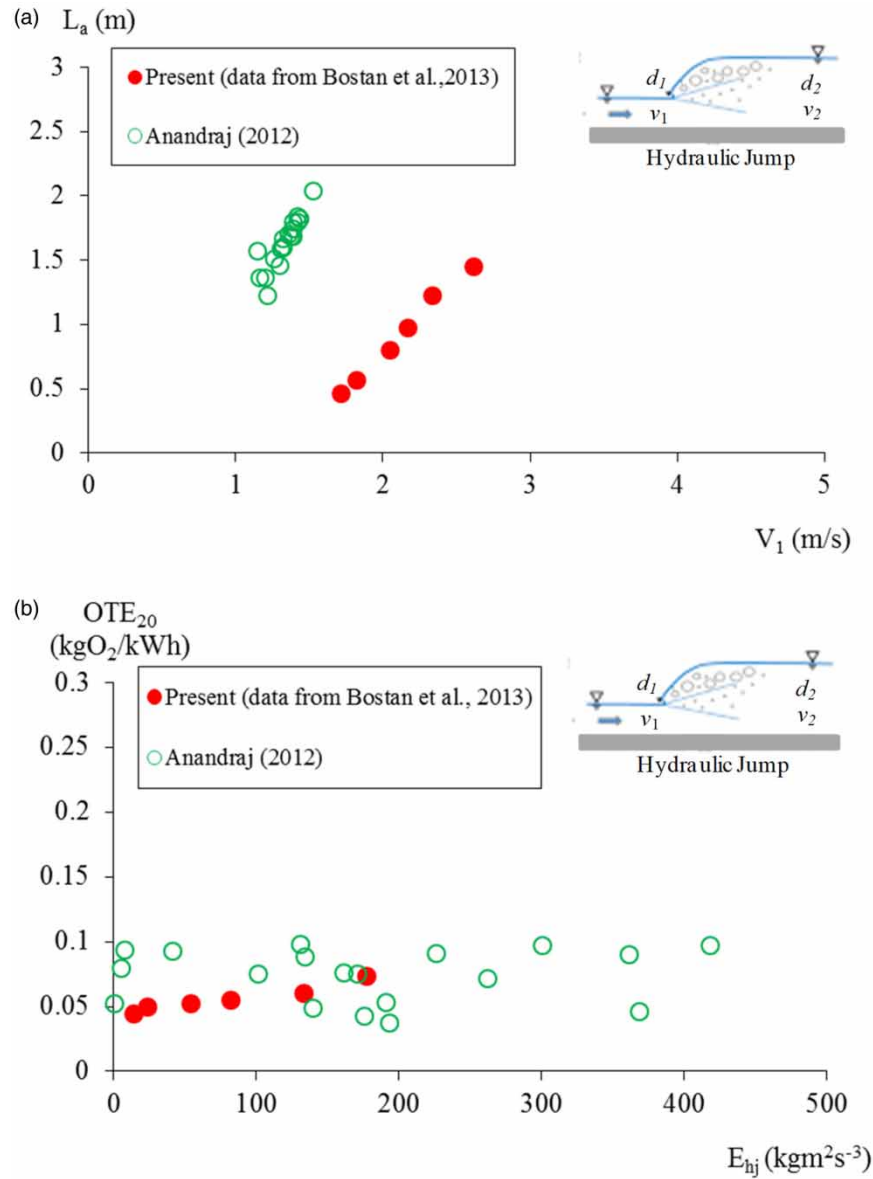 (a)
Lₐ (m)
3
2.5
2
1.5
1
0.5
0
Present (data from Bostan et al.,2013)
Anandraj (2012)
d₁
v₁
d₂
v₂
Hydraulic Jump
0 1 2 3 4 5
V₁ (m/s)
(b)
OTE₂₀
(kgO₂/kWh)
0.3
0.25
0.2
0.15
0.1
0.05
0
Present (data from Bostan et al., 2013)
Anandraj (2012)
d₁
v₁
d₂
v₂
Hydraulic Jump
0 100 200 300 400 500
E_hj (kgm²s⁻³)